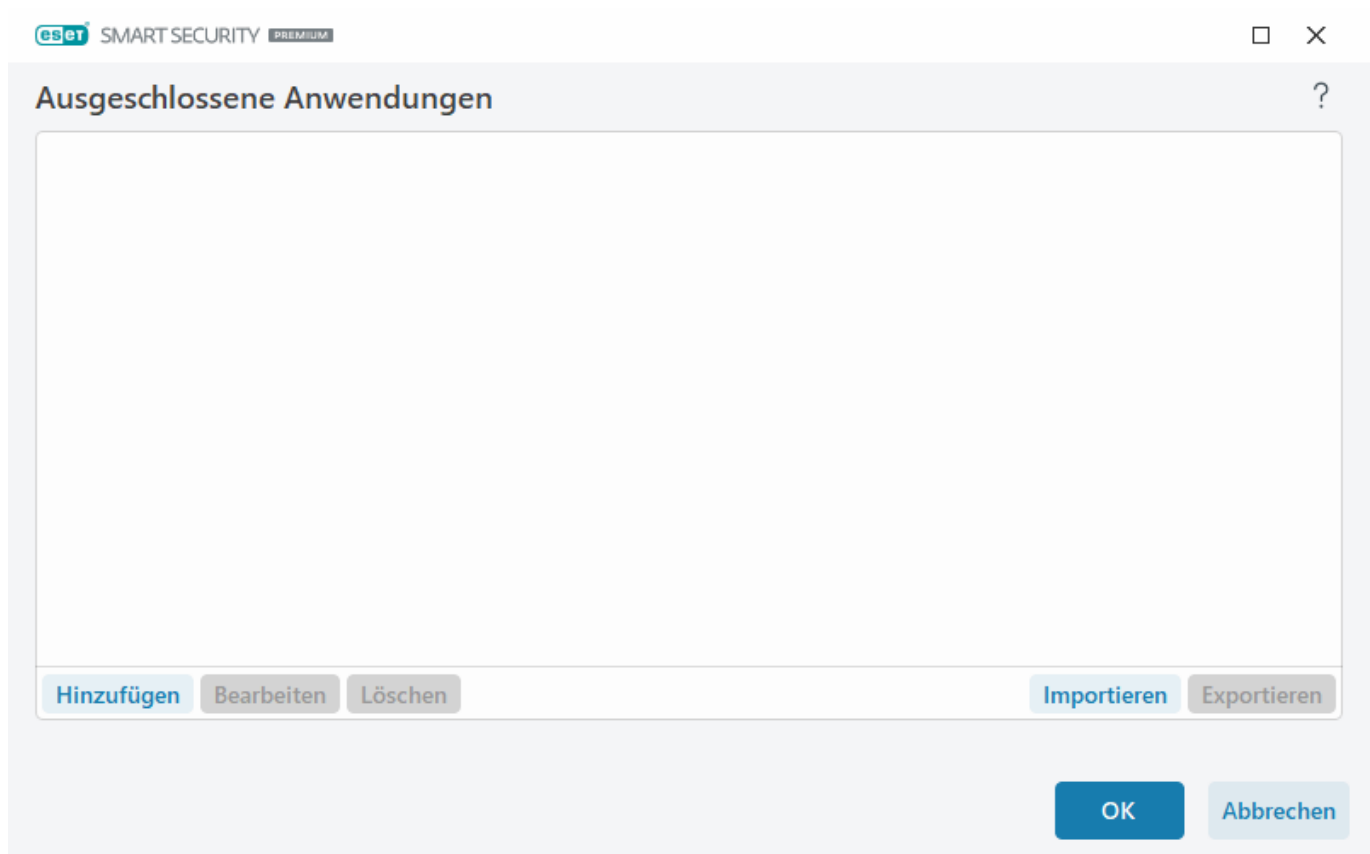 eset SMART SECURITY PREMIUM
Ausgeschlossene Anwendungen ?
Hinzufügen Bearbeiten Löschen Importieren Exportieren
OK Abbrechen